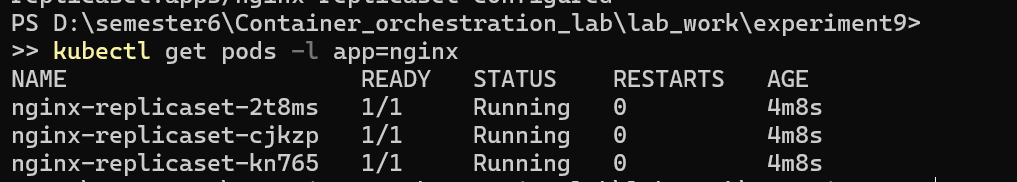 PS D:\semester6\Container_orchestration_lab\lab_work\experiment9>
>> kubectl get pods -l app=nginx
NAME READY STATUS RESTARTS AGE
nginx-replicaset-2t8ms 1/1 Running 0 4m8s
nginx-replicaset-cjkzp 1/1 Running 0 4m8s
nginx-replicaset-kn765 1/1 Running 0 4m8s